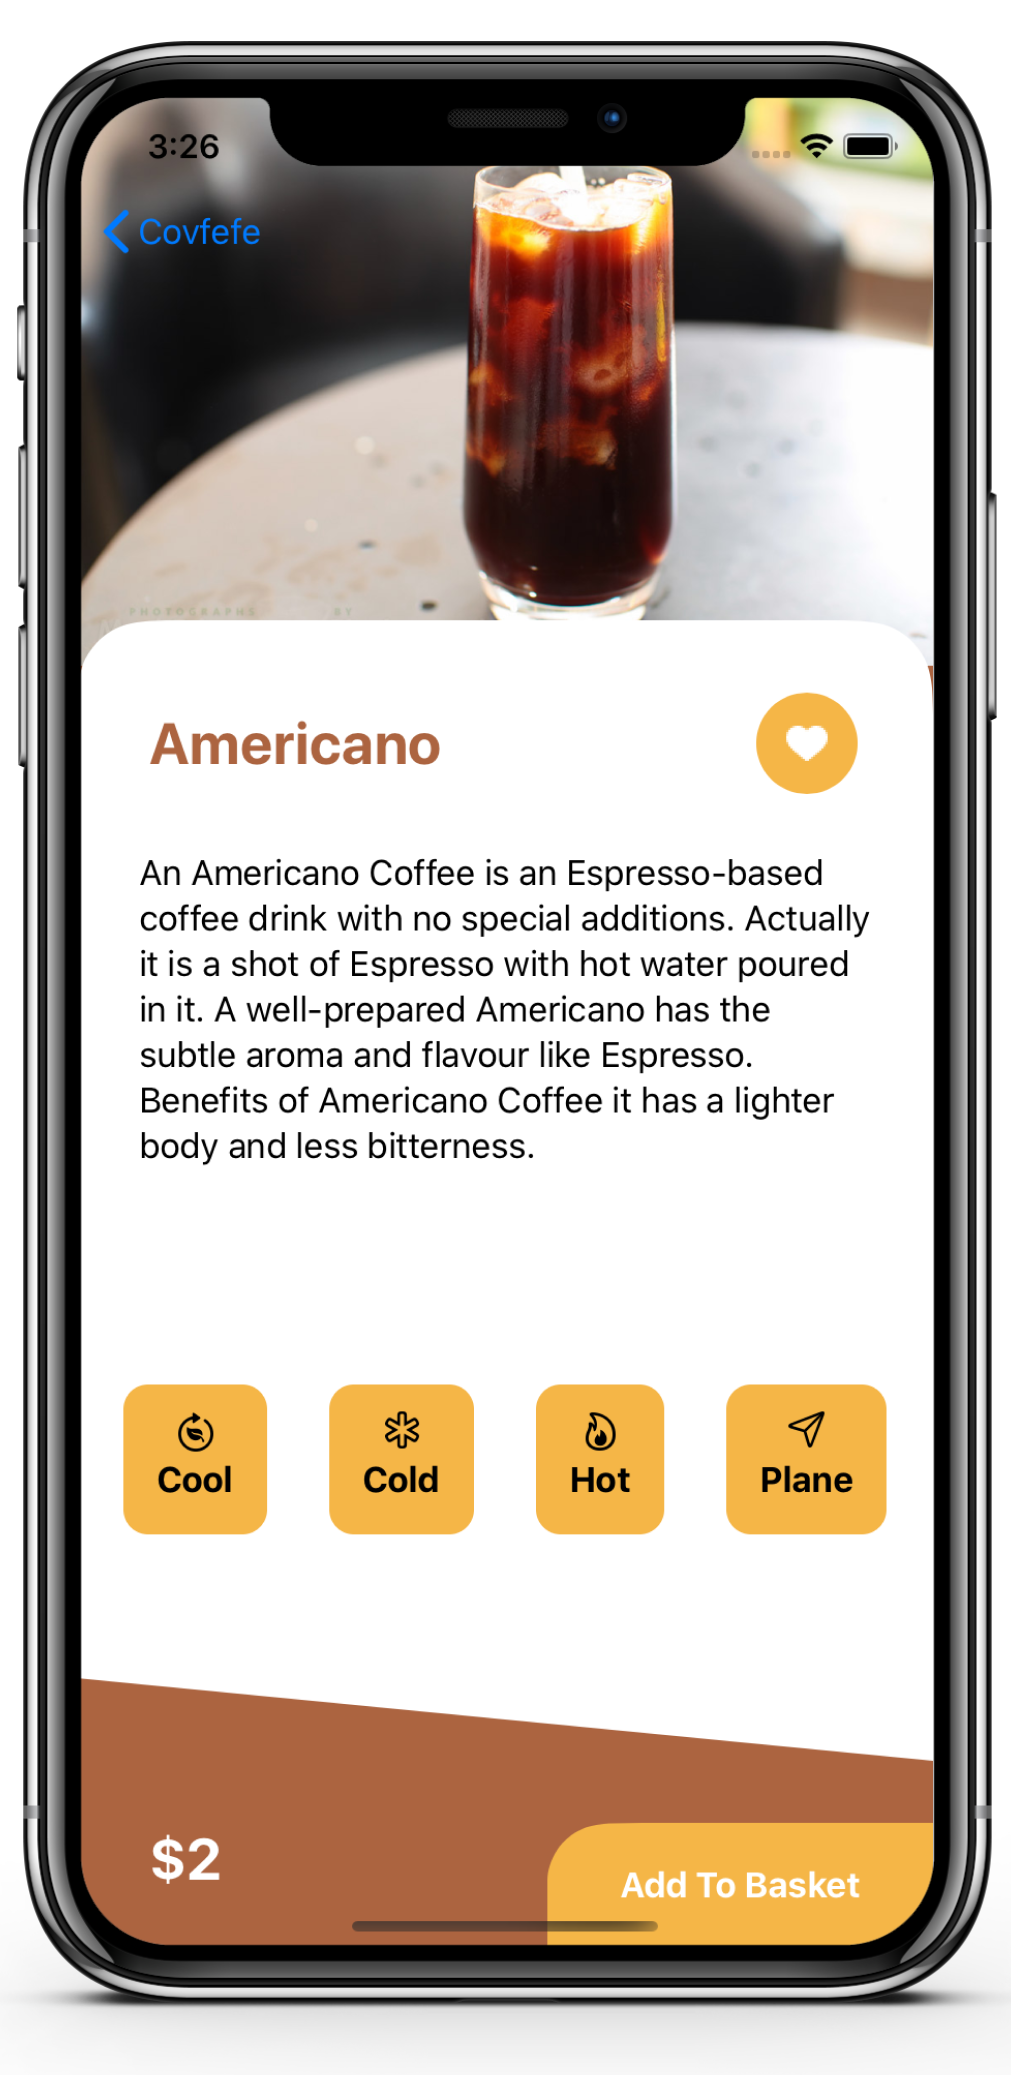 3:26
Covfefe
PHOTOGRAPHS BY
Americano
An Americano Coffee is an Espresso-based
coffee drink with no special additions. Actually
it is a shot of Espresso with hot water poured
in it. A well-prepared Americano has the
subtle aroma and flavour like Espresso.
Benefits of Americano Coffee it has a lighter
body and less bitterness.
Cool Cold Hot Plane
$2
Add To Basket